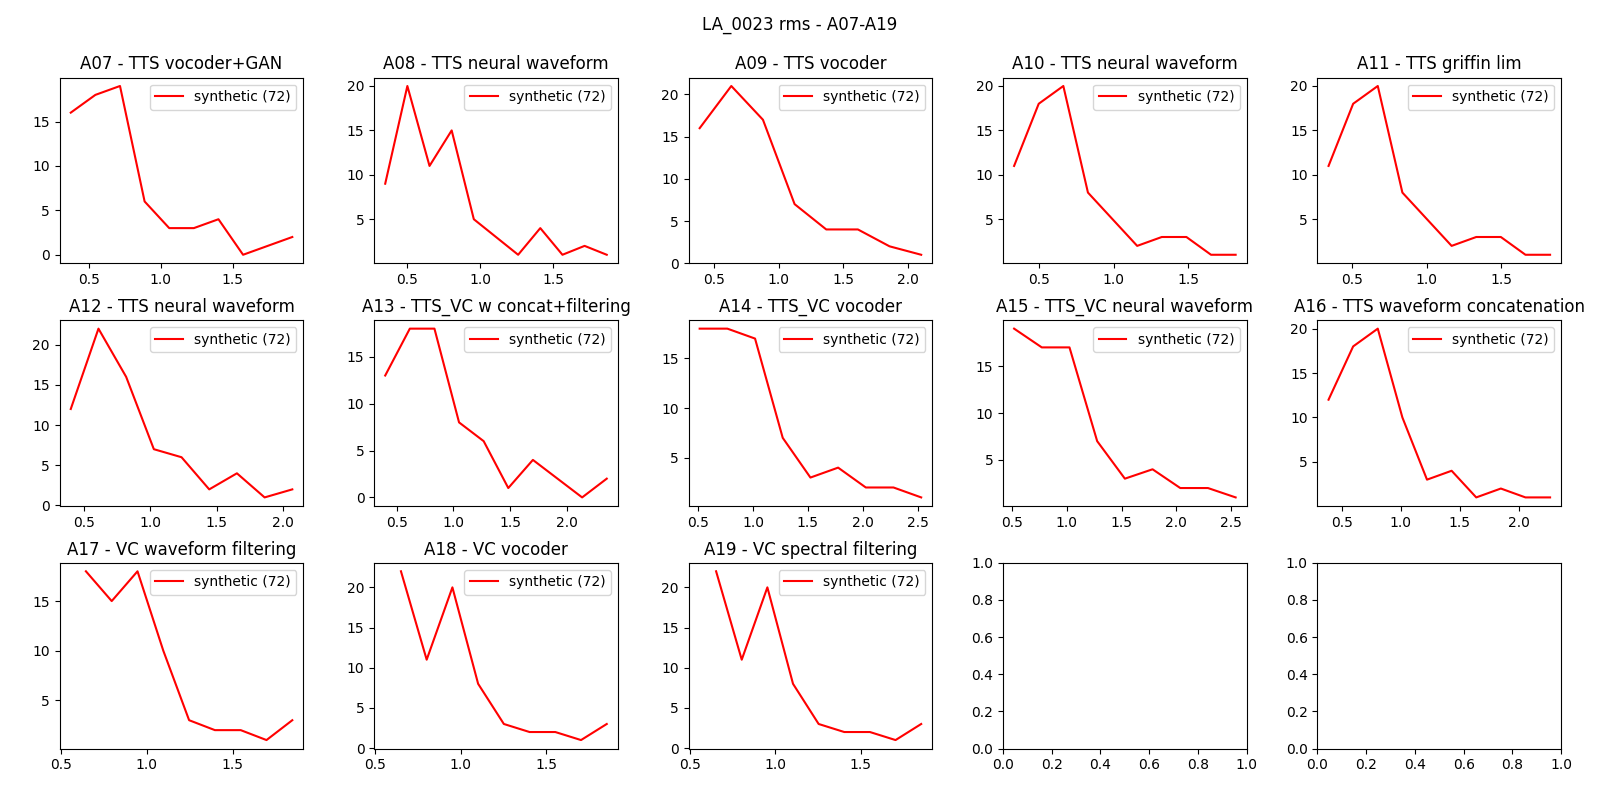 LA_0023 rms - A07-A19
A07 - TTS vocoder+GAN
synthetic (72)
15
10
5
0
0.5 1.0 1.5
A08 - TTS neural waveform
synthetic (72)
20
15
10
5
0.5 1.0 1.5
A09 - TTS vocoder
synthetic (72)
20
15
10
5
0
0.5 1.0 1.5 2.0
A10 - TTS neural waveform
synthetic (72)
20
15
10
5
0.5 1.0 1.5
A11 - TTS griffin lim
synthetic (72)
20
15
10
5
0.5 1.0 1.5
A12 - TTS neural waveform
synthetic (72)
20
15
10
5
0
0.5 1.0 1.5 2.0
A13 - TTS_VC w concat+filtering
synthetic (72)
15
10
5
0
0.5 1.0 1.5 2.0
A14 - TTS_VC vocoder
synthetic (72)
15
10
5
0.5 1.0 1.5 2.0 2.5
A15 - TTS_VC neural waveform
synthetic (72)
15
10
5
0.5 1.0 1.5 2.0 2.5
A16 - TTS waveform concatenation
synthetic (72)
20
15
10
5
0.5 1.0 1.5 2.0
A17 - VC waveform filtering
synthetic (72)
15
10
5
0.5 1.0 1.5
A18 - VC vocoder
synthetic (72)
20
15
10
5
0
0.5 1.0 1.5
A19 - VC spectral filtering
synthetic (72)
20
15
10
5
0
0.5 1.0 1.5
1.0
0.8
0.6
0.4
0.2
0.0
0.0 0.2 0.4 0.6 0.8 1.0
1.0
0.8
0.6
0.4
0.2
0.0
0.0 0.2 0.4 0.6 0.8 1.0